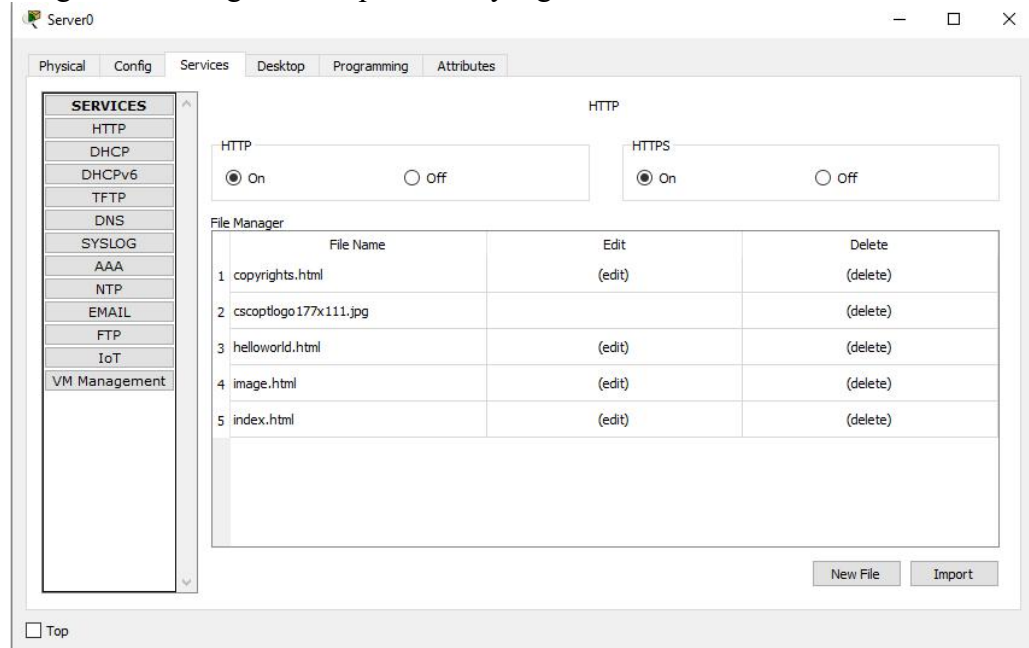 Server0
Physical Config Services Desktop Programming Attributes
SERVICES
HTTP
DHCP
DHCPv6
TFTP
DNS
SYSLOG
AAA
NTP
EMAIL
FTP
IoT
VM Management
HTTP
HTTP
On Off
HTTPS
On Off
File Manager
File Name Edit Delete
1 copyrights.html (edit) (delete)
2 cscoptlogo177x111.jpg (delete)
3 helloworld.html (edit) (delete)
4 image.html (edit) (delete)
5 index.html (edit) (delete)
New File Import
Top